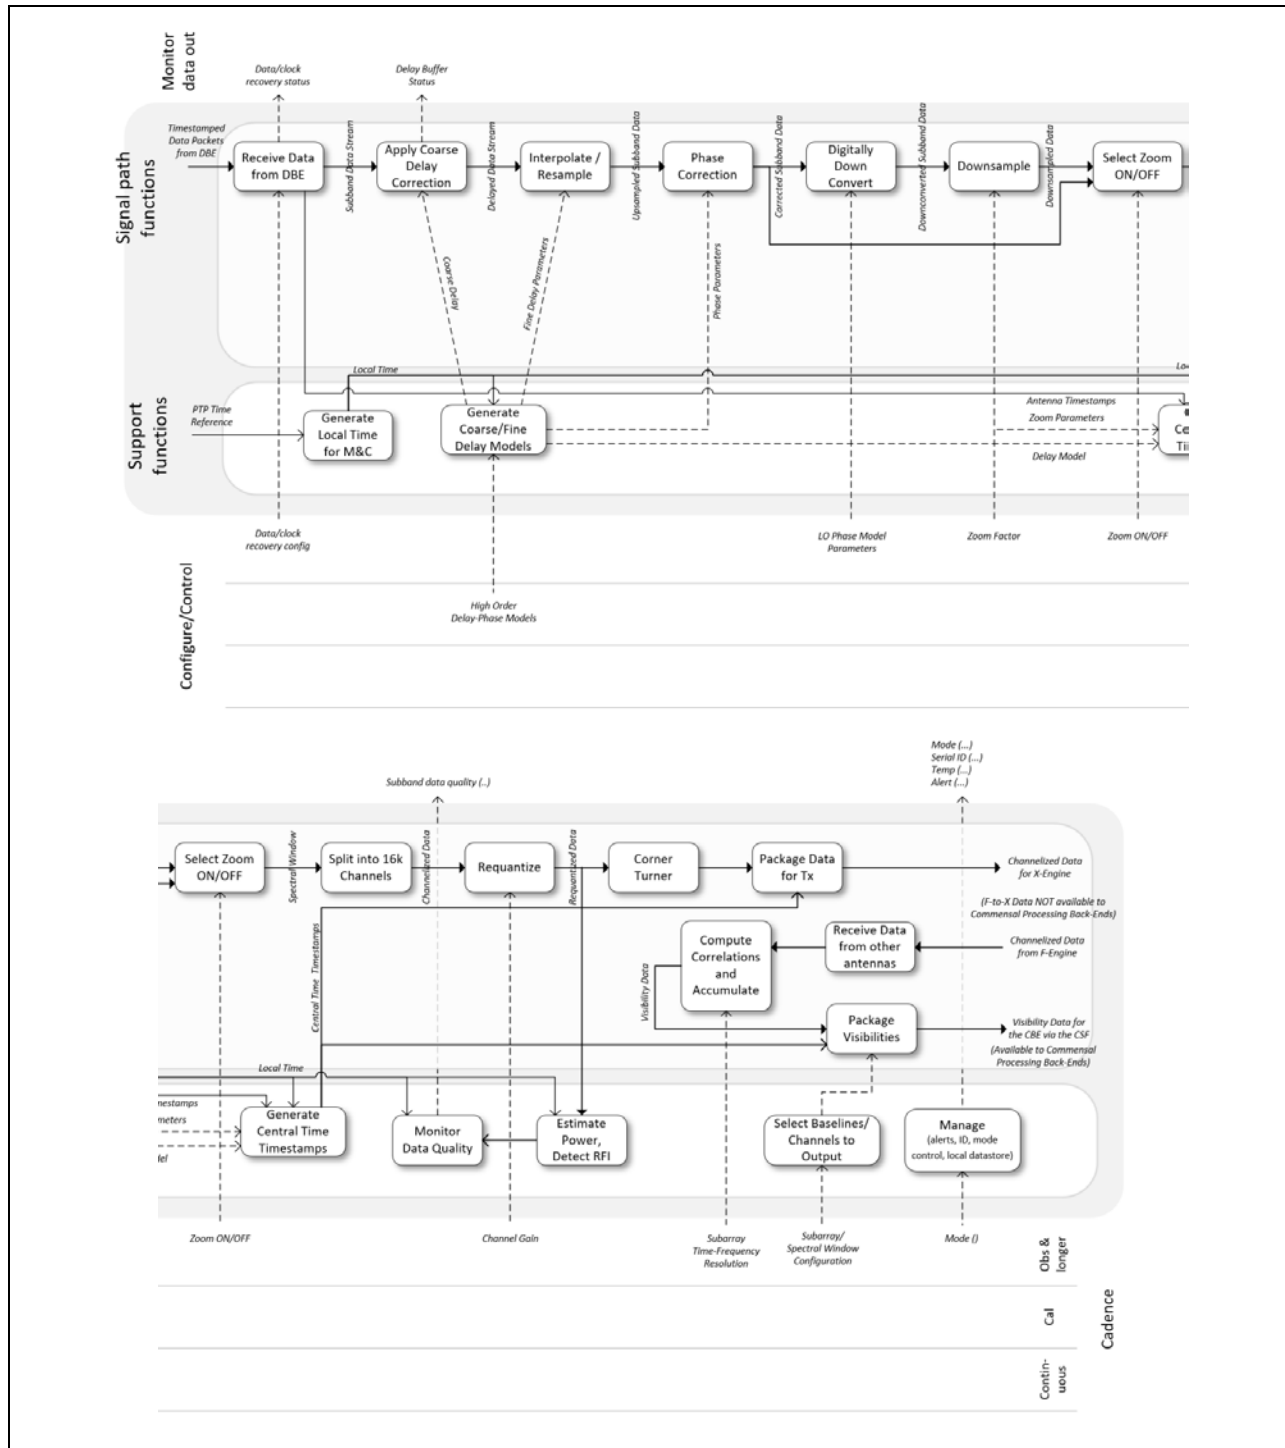 Monitor
data out
Data/clock
recovery status
Delay Buffer
Status
Signal path
functions
Timestamped
Data Packets
from DBE
Receive Data
from DBE
Subband Data Stream
Apply Coarse
Delay
Correction
Delayed Data Stream
Interpolate /
Resample
Upsampled Subband Data
Phase
Correction
Corrected Subband Data
Digitally
Down
Convert
Downconverted Subband Data
Downsample
Downsampled Data
Select Zoom
ON/OFF
Coarse Delay
Fine Delay Parameters
Phase Parameters
Support
functions
PTP Time
Reference
Generate
Local Time
for M&C
Local Time
Generate
Coarse/Fine
Delay Models
Lo
Antenna Timestamps
Zoom Parameters
Delay Model
Ce
Ti
Configure/Control
Data/clock
recovery config
High Order
Delay-Phase Models
LO Phase Model
Parameters
Zoom Factor
Zoom ON/OFF
Subband data quality (..)
Mode (...)
Serial ID (...)
Temp (...)
Alert (...)
Select Zoom
ON/OFF
Spectral Window
Split into 16k
Channels
Channelized Data
Requantize
Requantized Data
Corner
Turner
Package Data
for Tx
Channelized Data
for X-Engine
(F-to-X Data NOT available to
Commensal Processing Back-Ends)
Central Time Timestamps
Compute
Correlations
and
Accumulate
Receive Data
from other
antennas
Channelized Data
from F-Engine
Visibility Data
Package
Visibilities
Visibility Data for
the CBE via the CSF
(Available to Commensal
Processing Back-Ends)
Local Time
nestamps
meters
del
Generate
Central Time
Timestamps
Monitor
Data Quality
Estimate
Power,
Detect RFI
Select Baselines/
Channels to
Output
Manage
(alerts, ID, mode
control, local datastore)
Zoom ON/OFF
Channel Gain
Subarray
Time-Frequency
Resolution
Subarray/
Spectral Window
Configuration
Mode ()
Obs &
longer
Cal
Contin-
uous
Cadence